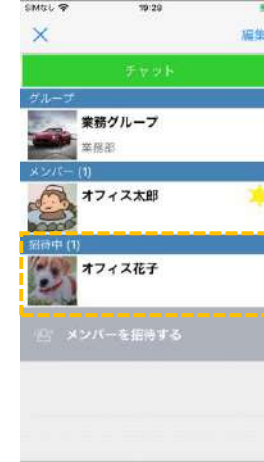 SIMなし 19:29
編集
チャット
グループ
業務グループ
業務部
メンバー (1)
オフィス太郎
招待中 (1)
オフィス花子
メンバーを招待する